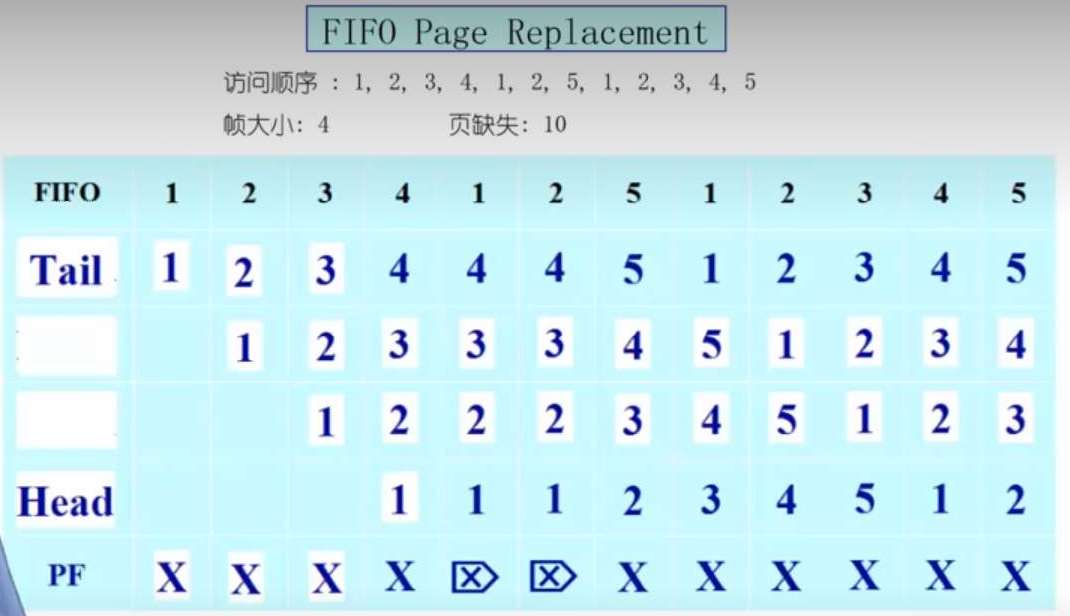 FIFO Page Replacement
访问顺序 : 1, 2, 3, 4, 1, 2, 5, 1, 2, 3, 4, 5
帧大小: 4 页缺失: 10
FIFO 1 2 3 4 1 2 5 1 2 3 4 5
Tail 1 2 3 4 4 4 5 1 2 3 4 5
1 2 3 3 3 4 5 1 2 3 4
1 2 2 2 3 4 5 1 2 3
Head 1 1 1 2 3 4 5 1 2
PF X X X X ⌦ ⌦ X X X X X X